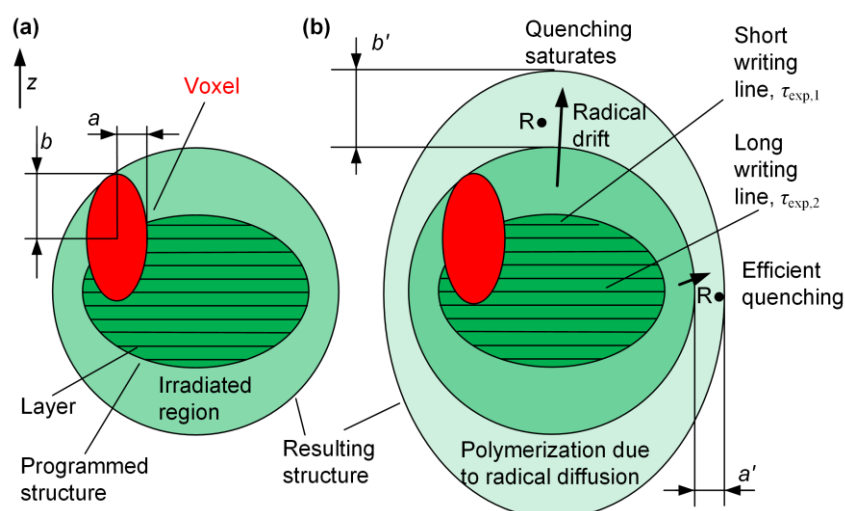 (a)
z
b
a
Voxel
Layer
Programmed
structure
Irradiated
region
Resulting
structure
(b)
b'
Quenching
saturates
R●
Radical
drift
Short
writing
line, τexp,1
Long
writing
line, τexp,2
R●
Efficient
quenching
Polymerization due
to radical diffusion
a'